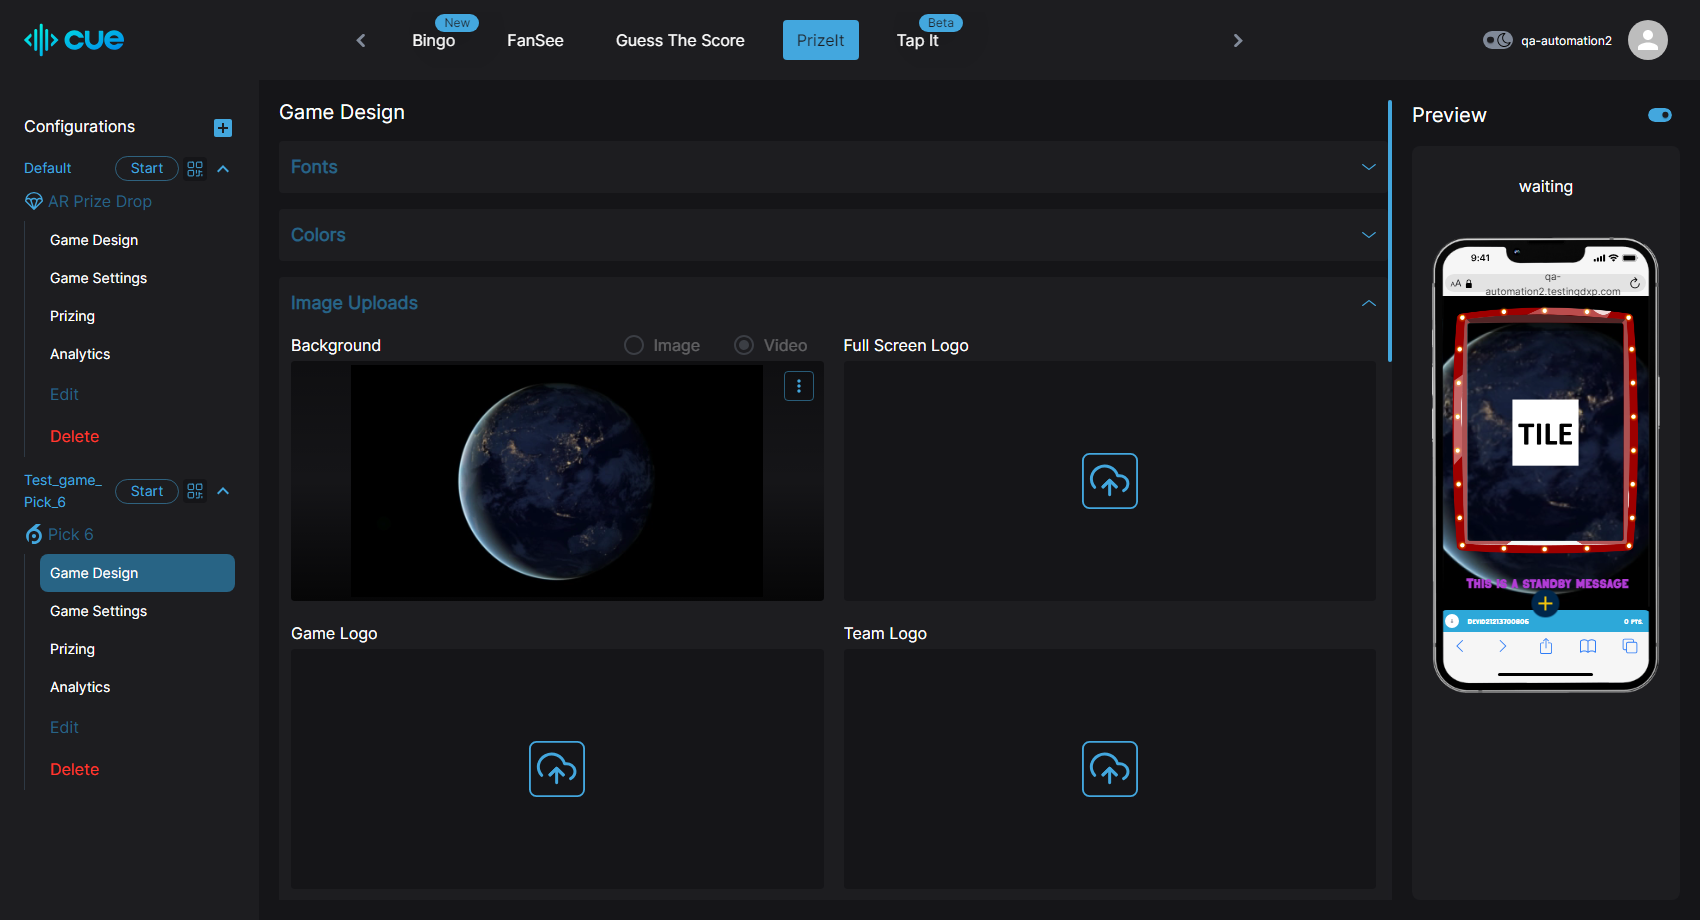 cue
New
Bingo
FanSee
Guess The Score
PrizeIt
Beta
Tap It
qa-automation2
Configurations
Default
Start
AR Prize Drop
Game Design
Game Settings
Prizing
Analytics
Edit
Delete
Test_game_
Pick_6
Start
Pick 6
Game Design
Game Settings
Prizing
Analytics
Edit
Delete
Game Design
Fonts
Colors
Image Uploads
Background
Image
Video
Full Screen Logo
Game Logo
Team Logo
Preview
waiting
9:41
AA
qa-
automation2.testingdxp.com
TILE
THIS IS A STANDBY MESSAGE
0 PTS.